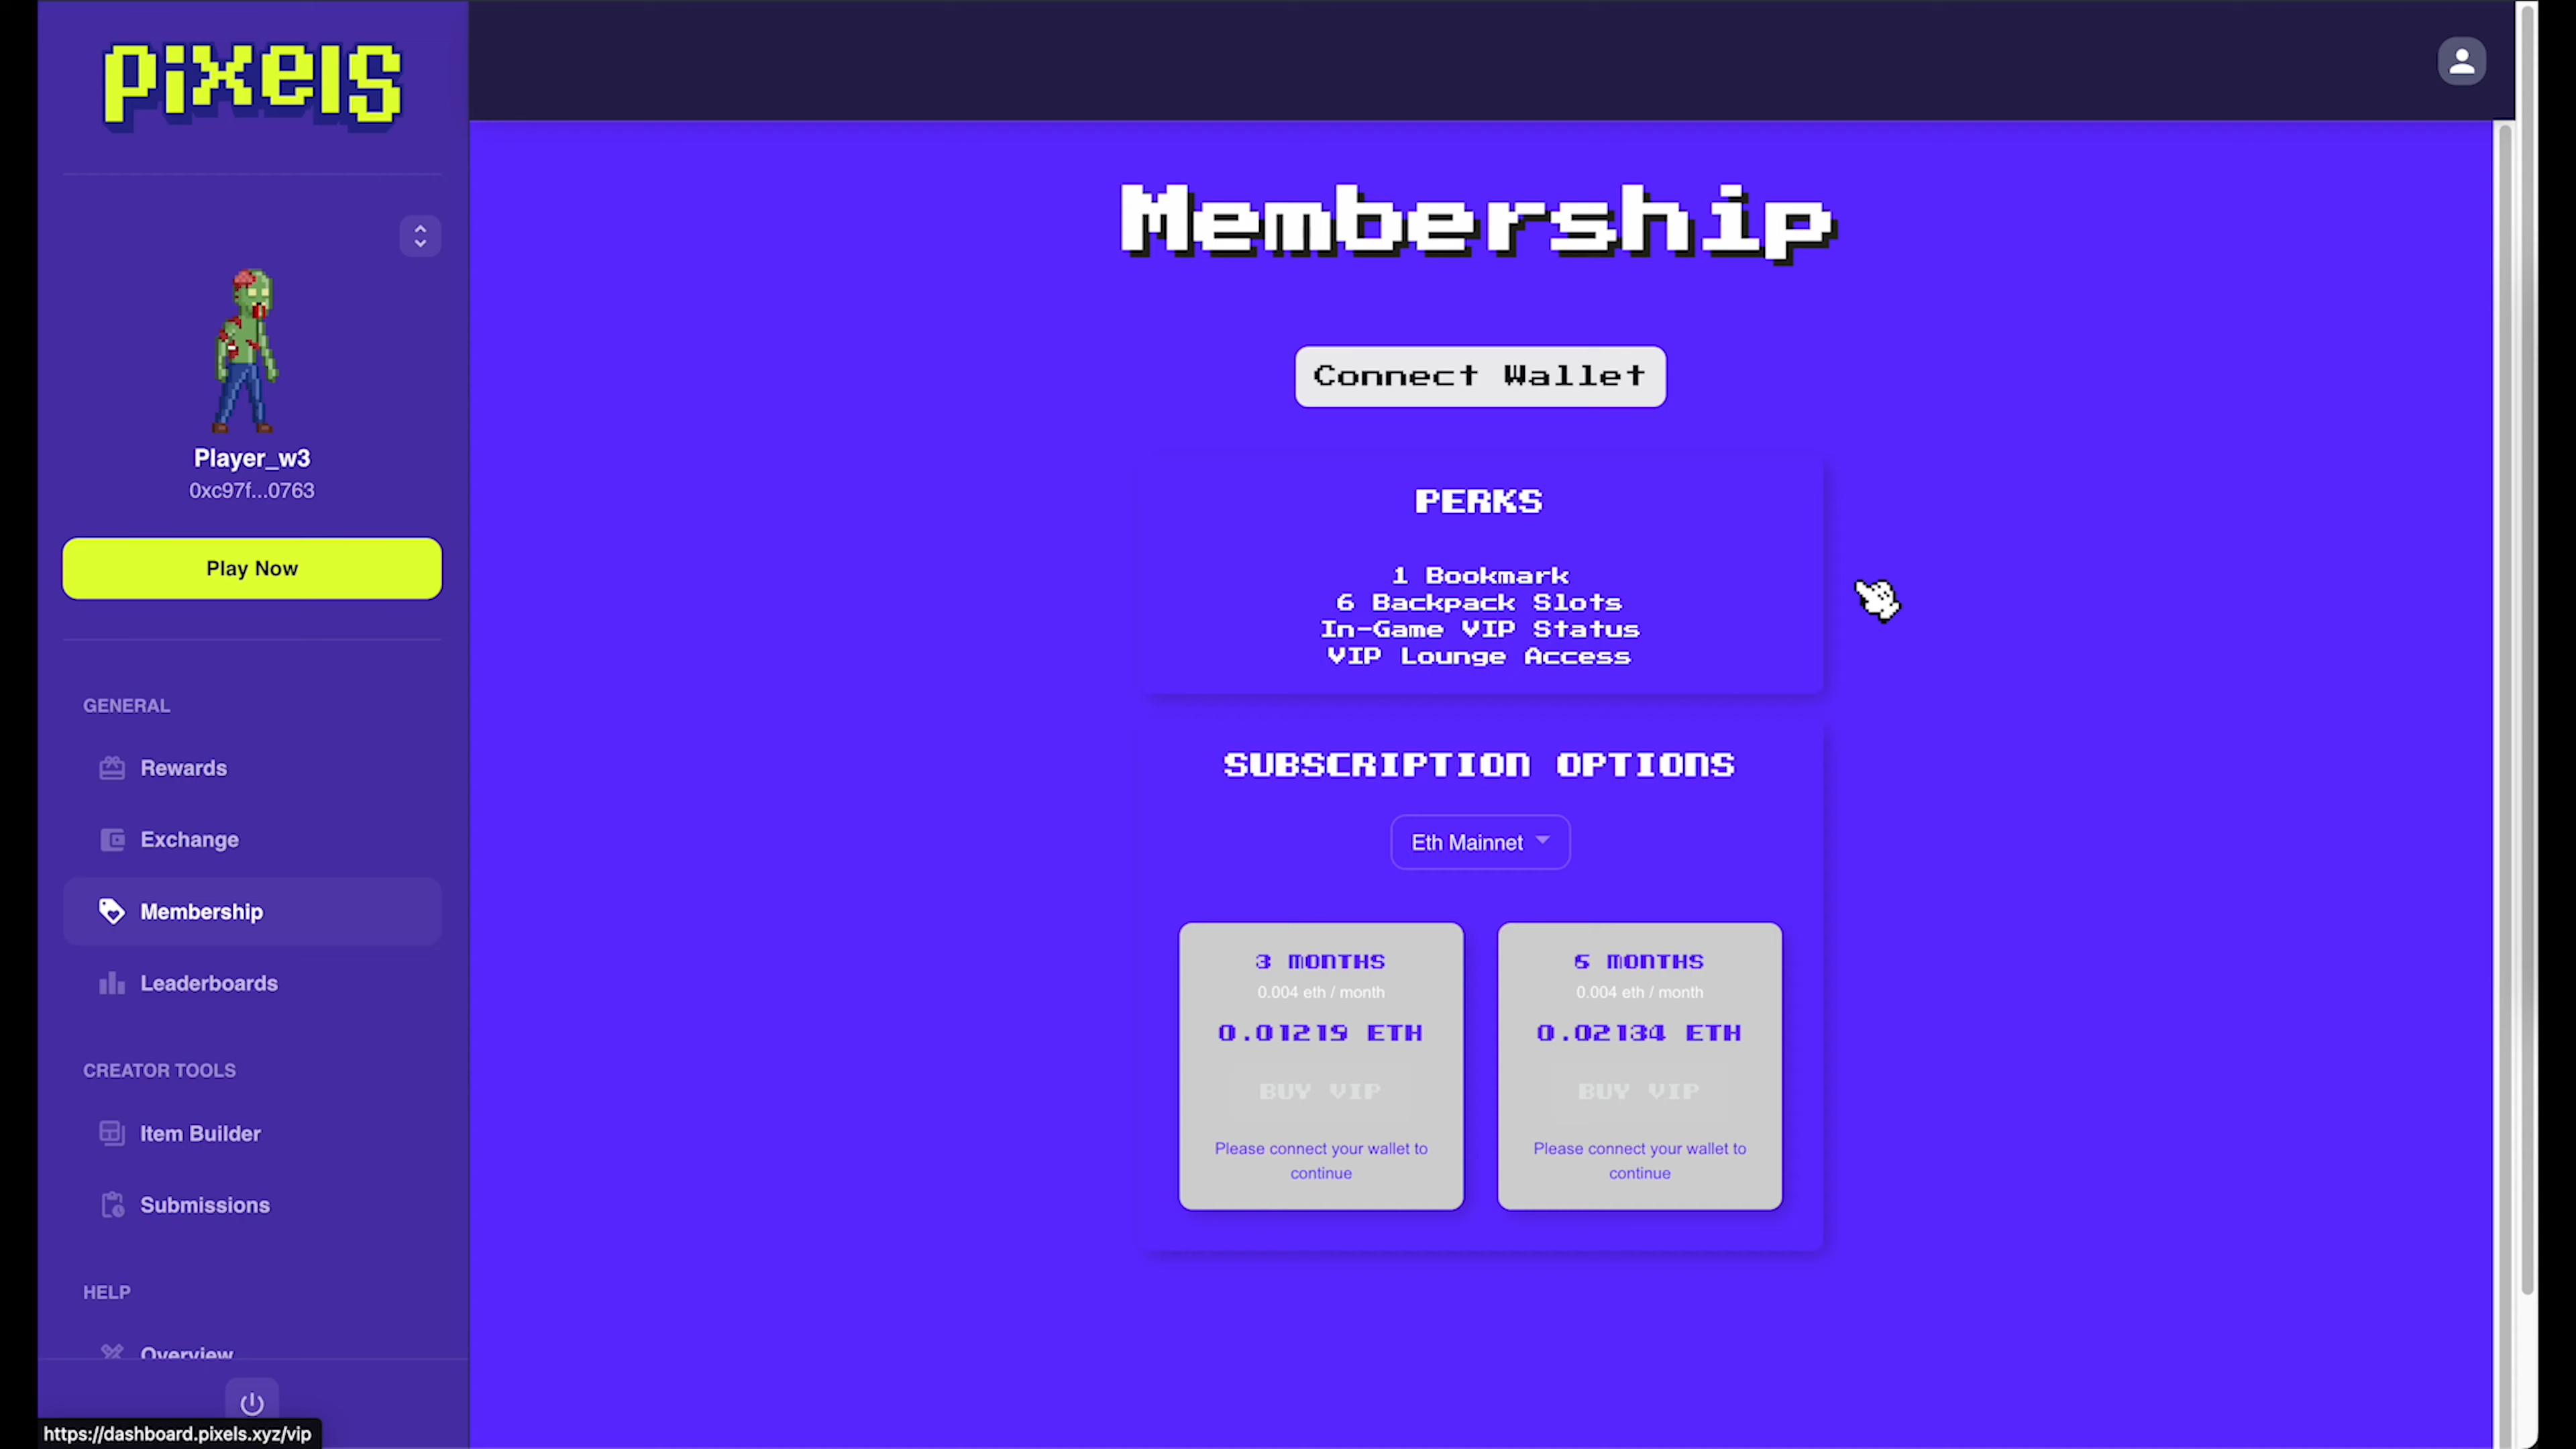 pixels
Player_w3
0xc97f...0763
Play Now
GENERAL
Rewards
Exchange
Membership
Leaderboards
CREATOR TOOLS
Item Builder
Submissions
HELP
Overview
https://dashboard.pixels.xyz/vip
Membership
Connect Wallet
PERKS
1 Bookmark
6 Backpack Slots
In-Game VIP Status
VIP Lounge Access
SUBSCRIPTION OPTIONS
Eth Mainnet
3 MONTHS
0.004 eth / month
0.01219 ETH
BUY VIP
Please connect your wallet to
continue
6 MONTHS
0.004 eth / month
0.02134 ETH
BUY VIP
Please connect your wallet to
continue